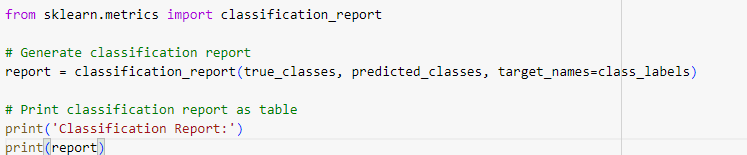 from sklearn.metrics import classification_report
# Generate classification report
report = classification_report(true_classes, predicted_classes, target_names=class_labels)
# Print classification report as table
print('Classification Report:')
print(report)